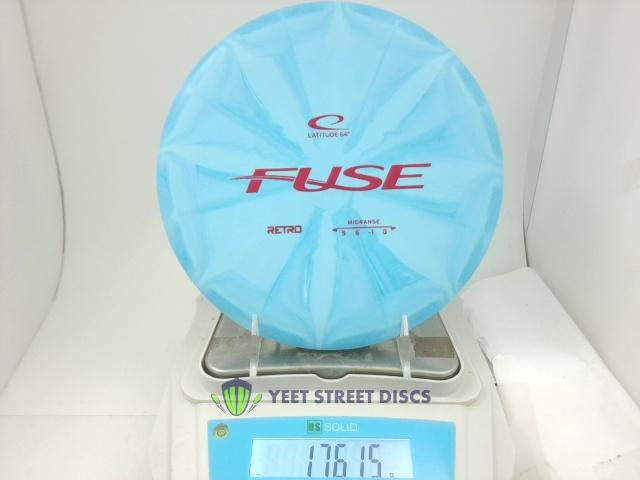 LATITUDE 64°
FUSE
RETRO
MIDRANGE
5 6 -1 0
YEET STREET DISCS
US SOLID
176.15 g